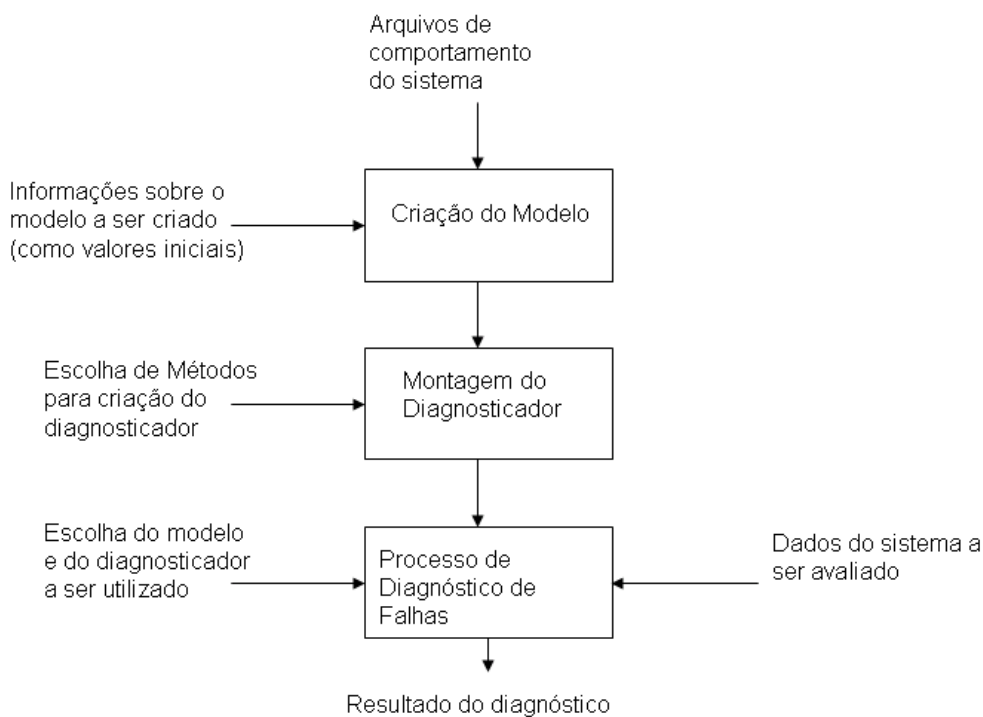 Arquivos de
comportamento
do sistema
Informações sobre o
modelo a ser criado
(como valores iniciais)
Criação do Modelo
Escolha de Métodos
para criação do
diagnosticador
Montagem do
Diagnosticador
Escolha do modelo
e do diagnosticador
a ser utilizado
Processo de
Diagnóstico de
Falhas
Dados do sistema a
ser avaliado
Resultado do diagnóstico